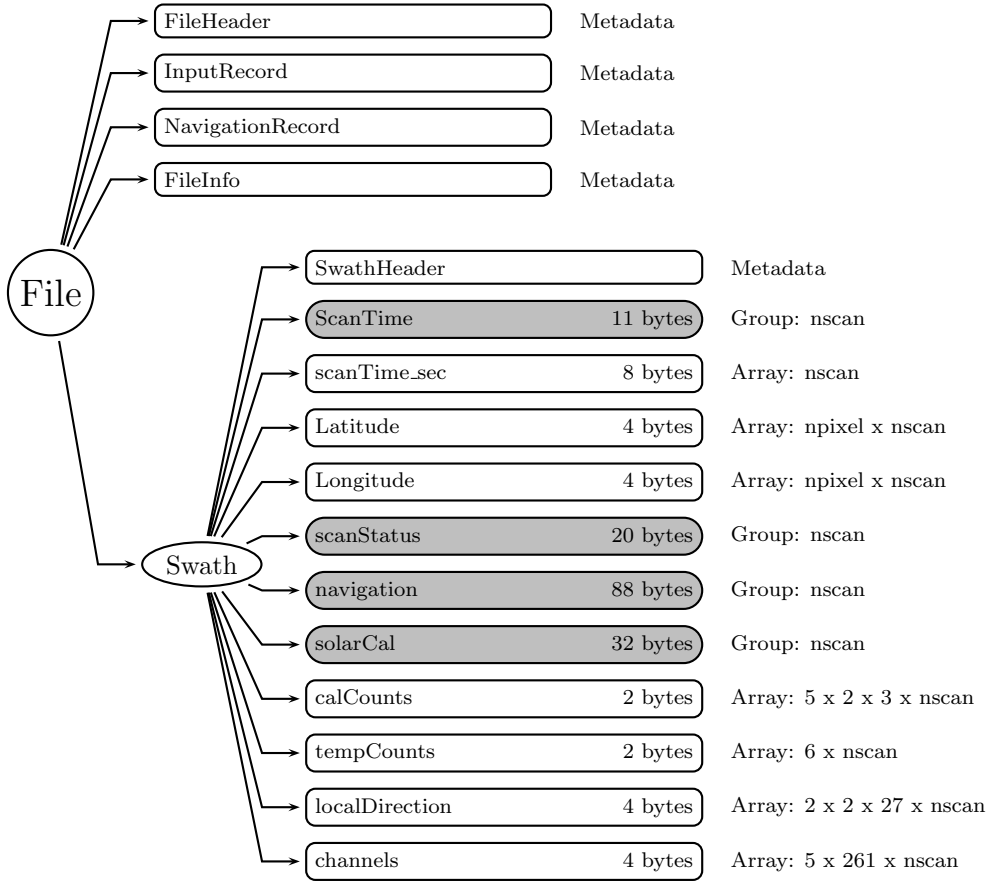 FileHeader Metadata
InputRecord Metadata
NavigationRecord Metadata
FileInfo Metadata
File
SwathHeader Metadata
ScanTime 11 bytes Group: nscan
scanTime_sec 8 bytes Array: nscan
Latitude 4 bytes Array: npixel x nscan
Longitude 4 bytes Array: npixel x nscan
scanStatus 20 bytes Group: nscan
Swath
navigation 88 bytes Group: nscan
solarCal 32 bytes Group: nscan
calCounts 2 bytes Array: 5 x 2 x 3 x nscan
tempCounts 2 bytes Array: 6 x nscan
localDirection 4 bytes Array: 2 x 2 x 27 x nscan
channels 4 bytes Array: 5 x 261 x nscan